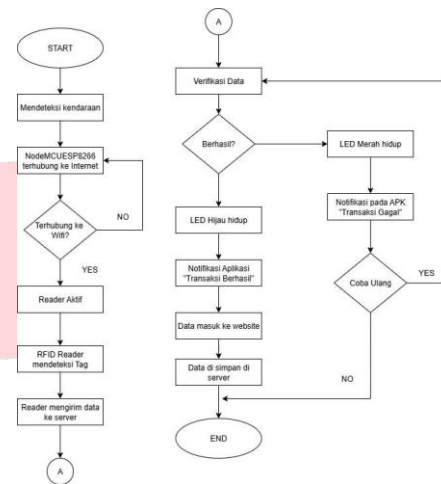 START
Mendeteksi kendaraan
NodeMCUESP8266
terhubung ke Internet
Terhubung ke
Wifi?
NO
YES
Reader Aktif
RFID Reader
mendeteksi Tag
Reader mengirim data
ke server
A
A
Verifikasi Data
Berhasil?
LED Hijau hidup
Notifikasi Aplikasi
"Transaksi Berhasil"
Data masuk ke website
Data di simpan di
server
END
LED Merah hidup
Notifikasi pada APK
"Transaksi Gagal"
Coba Ulang
YES
NO